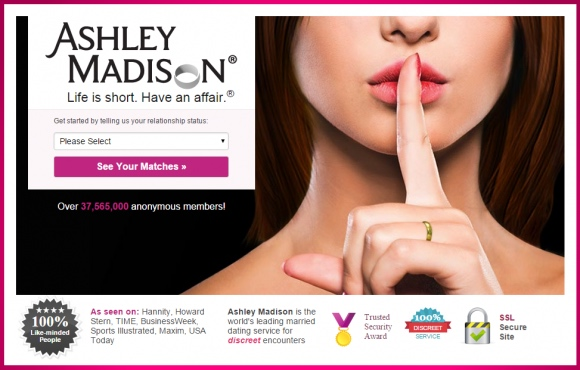 ASHLEY
MADISON®
Life is short. Have an affair.®
Get started by telling us your relationship status:
Please Select
See Your Matches »
Over 37,565,000 anonymous members!
100%
Like-minded
People
As seen on: Hannity, Howard
Stern, TIME, BusinessWeek,
Sports Illustrated, Maxim, USA
Today
Ashley Madison is the
world's leading married
dating service for
discreet encounters
Trusted
Security
Award
100%
DISCREET
SERVICE
SSL
Secure
Site